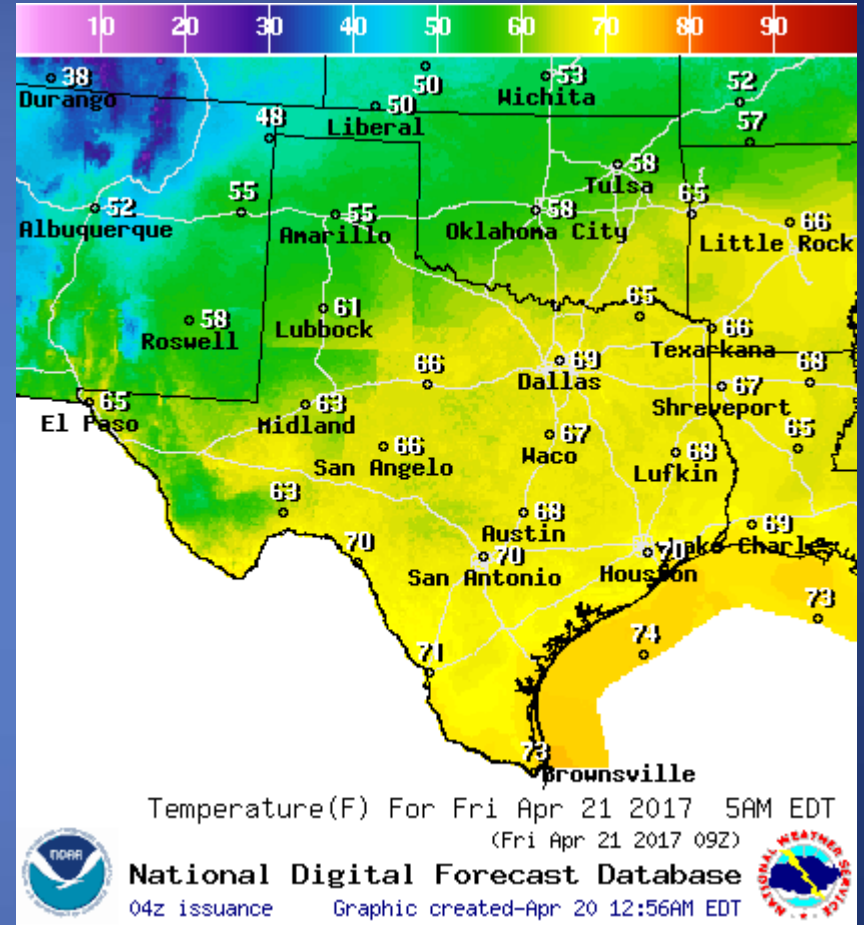 10 20 30 40 50 60 70 80 90
38 Durango
50
53 Wichita
52
50 Liberal
48
57
58 Tulsa
52 Albuquerque
55
55 Amarillo
58 Oklahoma City
65
66 Little Rock
58 Roswell
61 Lubbock
65
66 Texarkana
66
69 Dallas
67 Shreveport
68
65 El Paso
63 Midland
66 San Angelo
67 Waco
68 Lufkin
65
63
68 Austin
69 Lake Charles
70
70 San Antonio
70 Houston
73
74
71
73 Brownsville
Temperature(F) For Fri Apr 21 2017 5AM EDT
(Fri Apr 21 2017 09Z)
NOAA
National Digital Forecast Database
04z issuance Graphic created-Apr 20 12:56AM EDT
NATIONAL WEATHER SERVICE